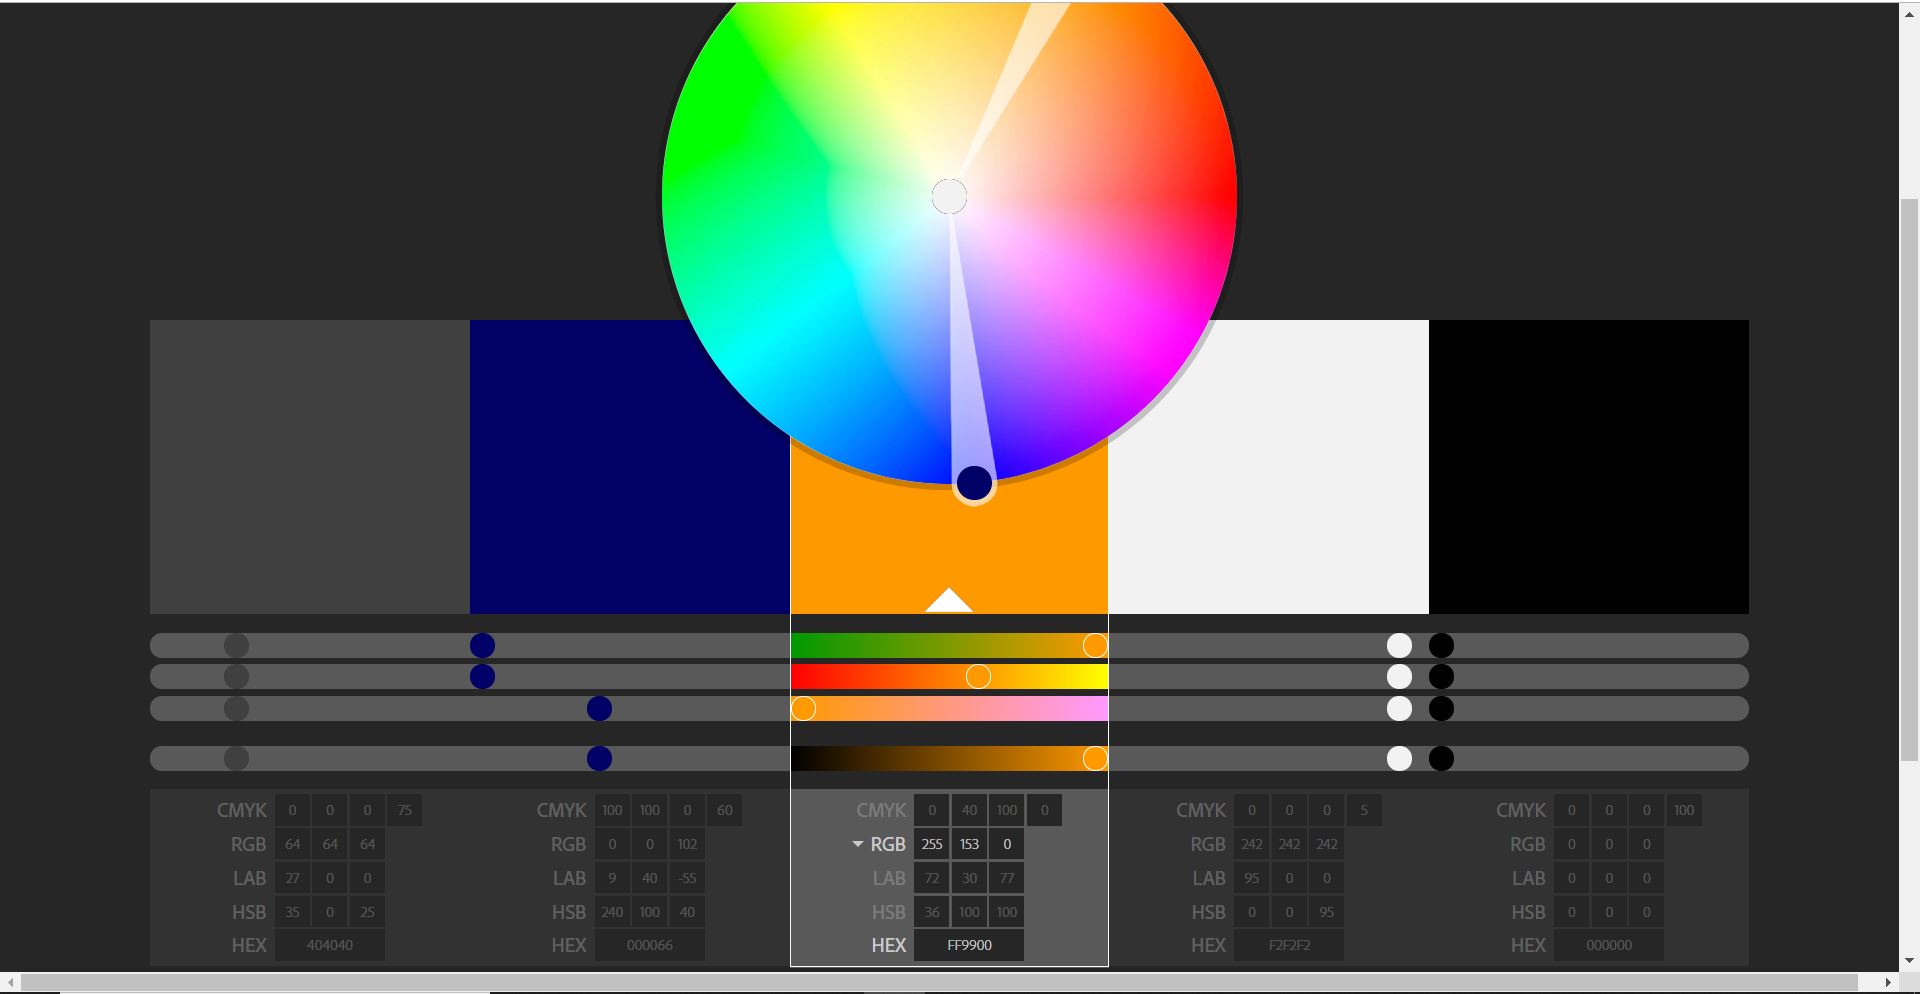 CMYK 0 0 0 75 CMYK 100 100 0 60 CMYK 0 40 100 0 CMYK 0 0 0 5 CMYK 0 0 0 100
RGB 64 64 64 RGB 0 0 102 RGB 255 153 0 RGB 242 242 242 RGB 0 0 0
LAB 27 0 0 LAB 9 40 -55 LAB 72 30 77 LAB 95 0 0 LAB 0 0 0
HSB 35 0 25 HSB 240 100 40 HSB 36 100 100 HSB 0 0 95 HSB 0 0 0
HEX 404040 HEX 000066 HEX FF9900 HEX F2F2F2 HEX 000000